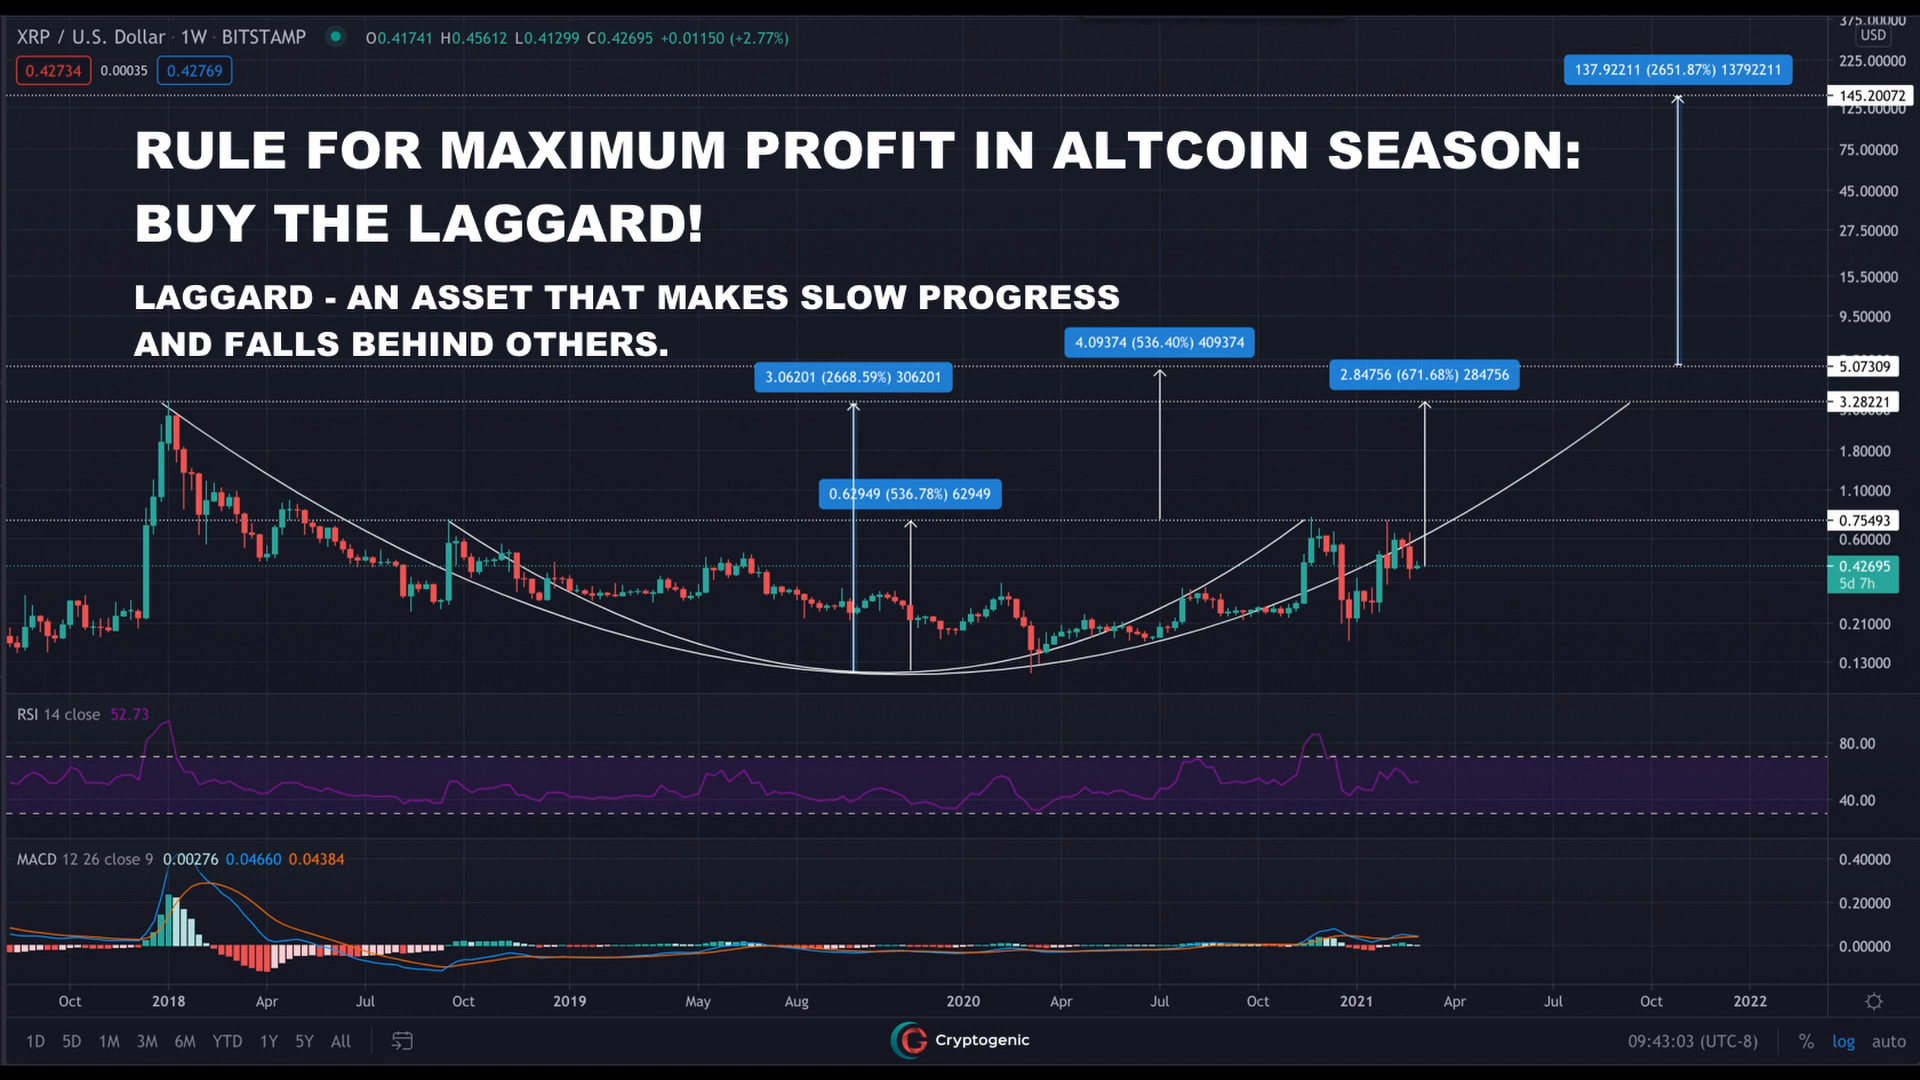 XRP / U.S. Dollar · 1W · BITSTAMP O0.41741 H0.45612 L0.41299 C0.42695 +0.01150 (+2.77%)
0.42734 0.00035 0.42769
375.00000
USD
225.00000
137.92211 (2651.87%) 13792211
145.20072
125.00000
RULE FOR MAXIMUM PROFIT IN ALTCOIN SEASON:
75.00000
45.00000
BUY THE LAGGARD!
27.50000
15.50000
LAGGARD - AN ASSET THAT MAKES SLOW PROGRESS
9.50000
AND FALLS BEHIND OTHERS.
4.09374 (536.40%) 409374
5.07309
3.06201 (2668.59%) 306201
2.84756 (671.68%) 284756
3.28221
1.80000
1.10000
0.62949 (536.78%) 62949
0.75493
0.60000
0.42695
5d 7h
0.21000
0.13000
RSI 14 close 52.73
80.00
40.00
MACD 12 26 close 9 0.00276 0.04660 0.04384
0.40000
0.20000
0.00000
Oct 2018 Apr Jul Oct 2019 May Aug 2020 Apr Jul Oct 2021 Apr Jul Oct 2022
1D 5D 1M 3M 6M YTD 1Y 5Y All
Cryptogenic
09:43:03 (UTC-8) % log auto